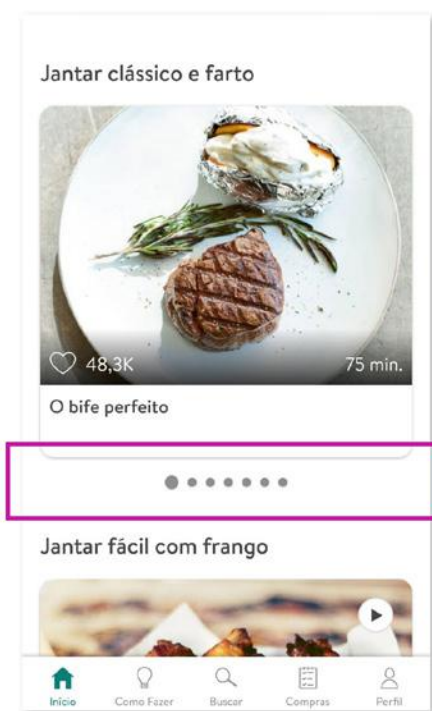 Jantar clássico e farto
48,3K 75 min.
O bife perfeito
Jantar fácil com frango
Início Como Fazer Buscar Compras Perfil